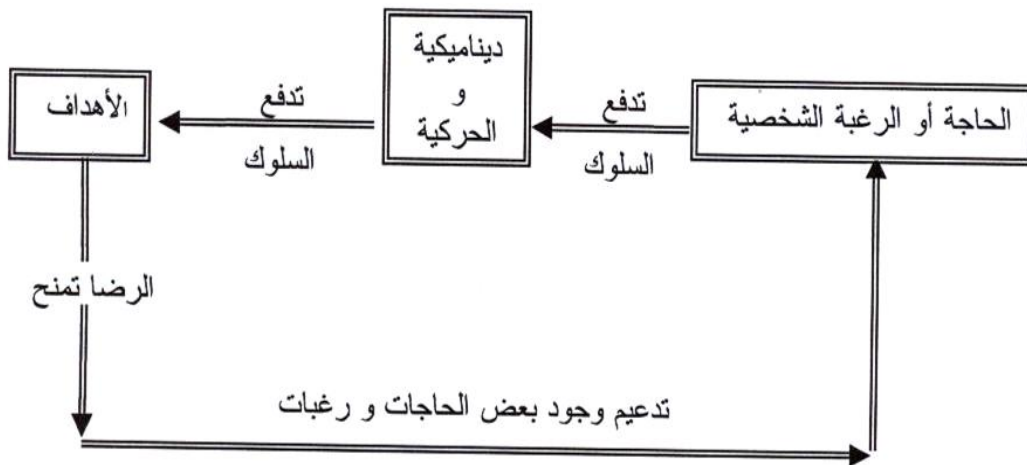 الحاجة أو الرغبة الشخصية
تدفع
السلوك
ديناميكية
و
الحركية
تدفع
السلوك
الأهداف
الرضا تمنح
تدعيم وجود بعض الحاجات و رغبات